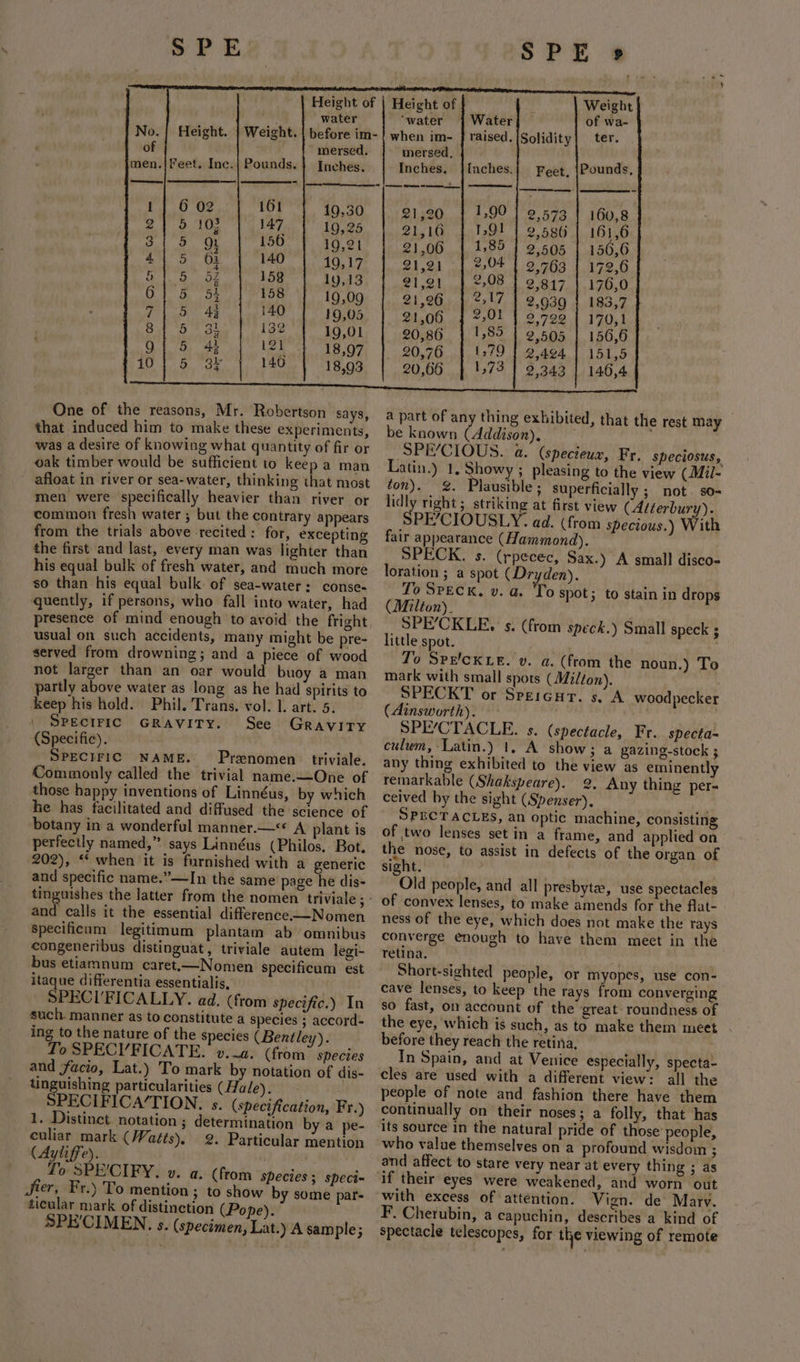 SPE
SPE
No. of men. | Height. Feet. Inc. | Weight. Pounds. | Height of water before im- mersed. Inches. | Height of water when im- mersed. Inches. | Water raised. Inches. | Solidity Feet. | Weight of wa- ter. Pounds.
1 | 6 02 | 161 | 19,30 | 21,20 | 1,90 | 2,573 | 160,8
2 | 5 10¾ | 147 | 19,25 | 21,16 | 1,91 | 2,586 | 161,6
3 | 5 9½ | 156 | 19,21 | 21,06 | 1,85 | 2,505 | 156,6
4 | 5 | 140 | 19,17 | 21,21 | 2,04 | 2,763 | 172,6
5 | 5 | 158 | 19,13 | 21,21 | 2,08 | 2,817 | 176,0
6 | 5 5½ | 158 | 19,09 | 21,26 | 2,17 | 2,939 | 183,7
7 | 5 | 140 | 19,05 | 21,06 | 2,01 | 2,722 | 170,1
8 | 5 | 132 | 19,01 | 20,86 | 1,85 | 2,505 | 156,6
9 | 5 | 121 | 18,97 | 20,76 | 1,79 | 2,424 | 151,5
10 | 5 | 146 | 18,93 | 20,66 | 1,73 | 2,343 | 146,4
One of the reasons, Mr. Robertson says,
that induced him to make these experiments,
was a desire of knowing what quantity of fir or
oak timber would be sufficient to keep a man
afloat in river or sea-water, thinking that most
men were specifically heavier than river or
common fresh water; but the contrary appears
from the trials above recited: for, excepting
the first and last, every man was lighter than
his equal bulk of fresh water, and much more
so than his equal bulk of sea-water: conse-
quently, if persons, who fall into water, had
presence of mind enough to avoid the fright
usual on such accidents, many might be pre-
served from drowning; and a piece of wood
not larger than an oar would buoy a man
partly above water as long as he had spirits to
keep his hold. Phil. Trans. vol. l. art. 5.
SPECIFIC GRAVITY. See GRAVITY
(Specific).
SPECIFIC NAME. Prænomen triviale.
Commonly called the trivial name.—One of
those happy inventions of Linnéus, by which
he has facilitated and diffused the science of
botany in a wonderful manner.—“ A plant is
perfectly named,” says Linnéus (Philos. Bot.
202), “ when it is furnished with a generic
and specific name.”—In the same page he dis-
tinguishes the latter from the nomen triviale;
and calls it the essential difference.—Nomen
specificum legitimum plantam ab omnibus
congeneribus distinguat, triviale autem legi-
bus etiamnum caret.—Nomen specificum est
itaque differentia essentialis.
SPECI'FICALLY. ad. (from specific.) In
such manner as to constitute a species; accord-
ing to the nature of the species (Bentley).
To SPECI'FICATE. v. a. (from species
and facio, Lat.) To mark by notation of dis-
tinguishing particularities (Hale).
SPECIFICA'TION. s. (specification, Fr.)
1. Distinct notation; determination by a pe-
culiar mark (Watts). 2. Particular mention
(Ayliffe).
To SPE'CIFY. v. a. (from species; speci-
fier, Fr.) To mention; to show by some par-
ticular mark of distinction (Pope).
SPE'CIMEN. s. (specimen, Lat.) A sample;
a part of any thing exhibited, that the rest may
be known (Addison).
SPE'CIOUS. a. (specieux, Fr. speciosus,
Latin.) 1. Showy; pleasing to the view (Mil-
ton). 2. Plausible; superficially; not so-
lidly right; striking at first view (Atterbury).
SPE'CIOUSLY. ad. (from specious.) With
fair appearance (Hammond).
SPECK. s. (rpecec, Sax.) A small disco-
loration; a spot (Dryden).
To SPECK. v. a. To spot; to stain in drops
(Milton).
SPE'CKLE. s. (from speck.) Small speck;
little spot.
To SPE'CKLE. v. a. (from the noun.) To
mark with small spots (Milton).
SPECKT or SPEIGHT. s. A woodpecker
(Ainsworth).
SPE'CTACLE. s. (spectacle, Fr. specta-
culum, Latin.) 1. A show; a gazing-stock;
any thing exhibited to the view as eminently
remarkable (Shakspeare). 2. Any thing per-
ceived by the sight (Spenser).
SPECTACLES, an optic machine, consisting
of two lenses set in a frame, and applied on
the nose, to assist in defects of the organ of
sight.
Old people, and all presbytæ, use spectacles
of convex lenses, to make amends for the flat-
ness of the eye, which does not make the rays
converge enough to have them meet in the
retina.
Short-sighted people, or myopes, use con-
cave lenses, to keep the rays from converging
so fast, on account of the great roundness of
the eye, which is such, as to make them meet
before they reach the retina.
In Spain, and at Venice especially, specta-
cles are used with a different view: all the
people of note and fashion there have them
continually on their noses; a folly, that has
its source in the natural pride of those people,
who value themselves on a profound wisdom;
and affect to stare very near at every thing; as
if their eyes were weakened, and worn out
with excess of attention. Vign. de Marv.
F. Cherubin, a capuchin, describes a kind of
spectacle telescopes, for the viewing of remote